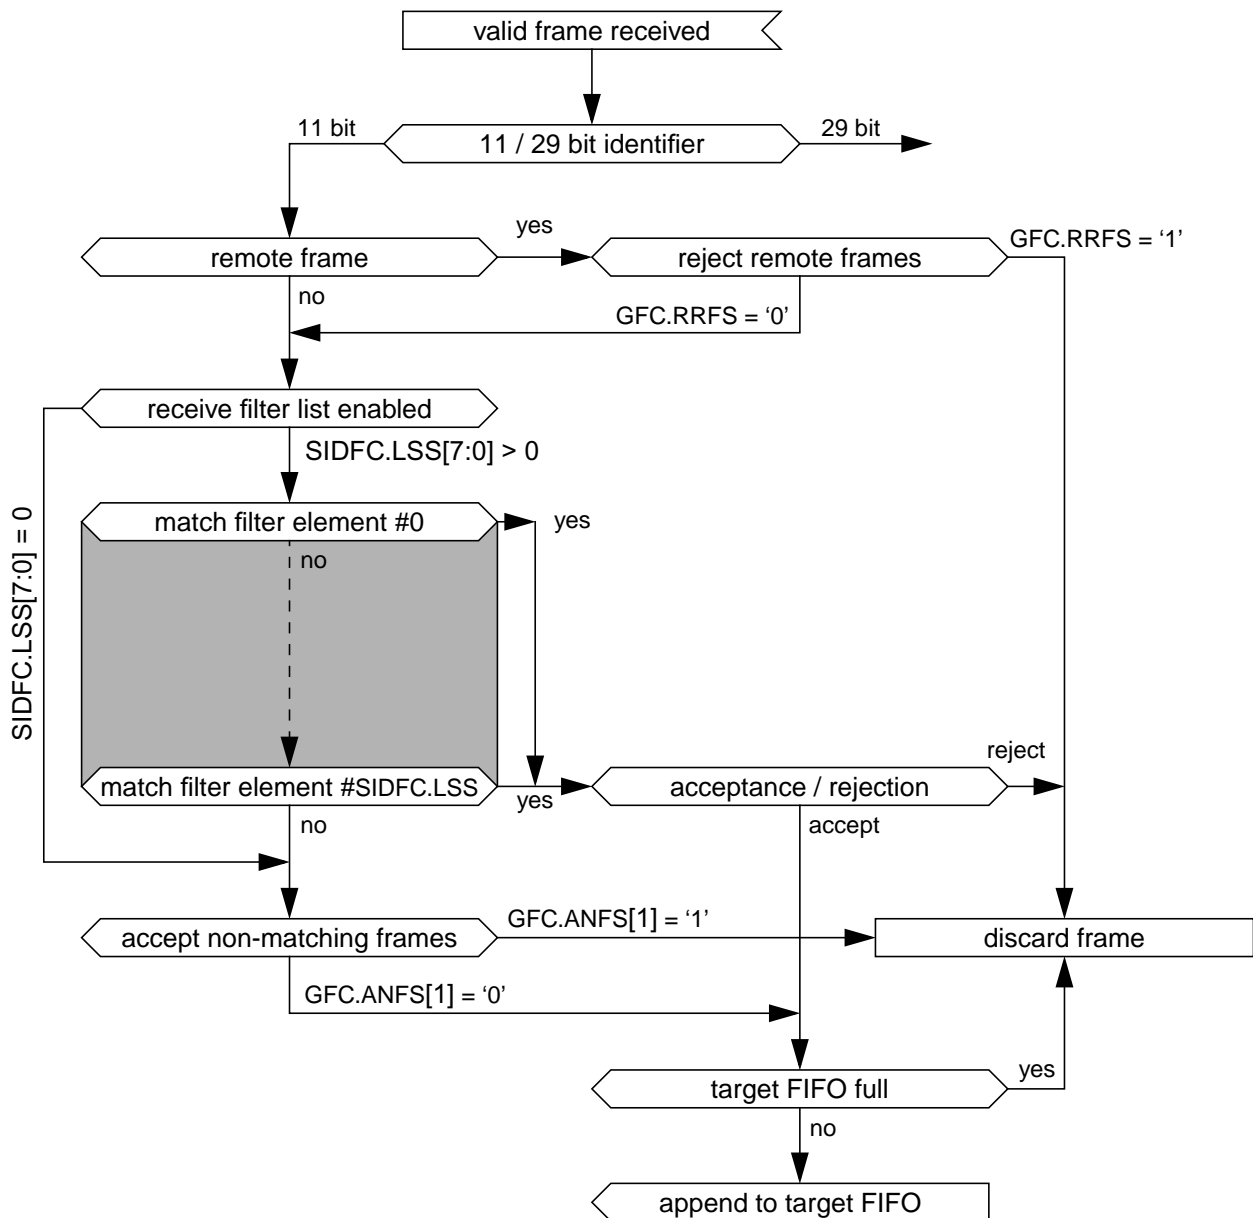 valid frame received
11 bit
11 / 29 bit identifier
29 bit
remote frame
yes
reject remote frames
GFC.RRFS = ‘1’
no
GFC.RRFS = ‘0’
receive filter list enabled
SIDFC.LSS[7:0] > 0
SIDFC.LSS[7:0] = 0
match filter element #0
yes
no
match filter element #SIDFC.LSS
yes
acceptance / rejection
reject
no
accept
accept non-matching frames
GFC.ANFS[1] = ‘1’
discard frame
GFC.ANFS[1] = ‘0’
target FIFO full
yes
no
append to target FIFO